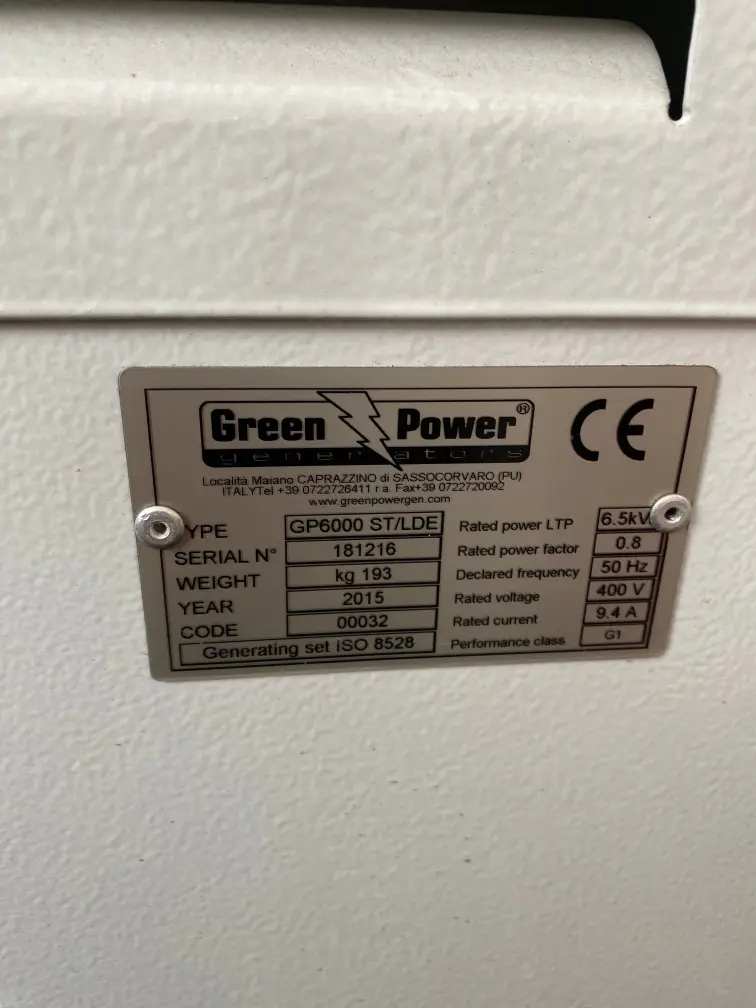 Green Power®
generators
CE
Località Maiano CAPRAZZINO di SASSOCORVARO (PU)
ITALYTel +39 0722726411 r.a. Fax+39 0722720092
www.greenpowergen.com
YPE GP6000 ST/LDE Rated power LTP 6.5kV
SERIAL N° 181216 Rated power factor 0.8
WEIGHT kg 193 Declared frequency 50 Hz
YEAR 2015 Rated voltage 400 V
CODE 00032 Rated current 9.4 A
Generating set iSO 8528 Performance class G1